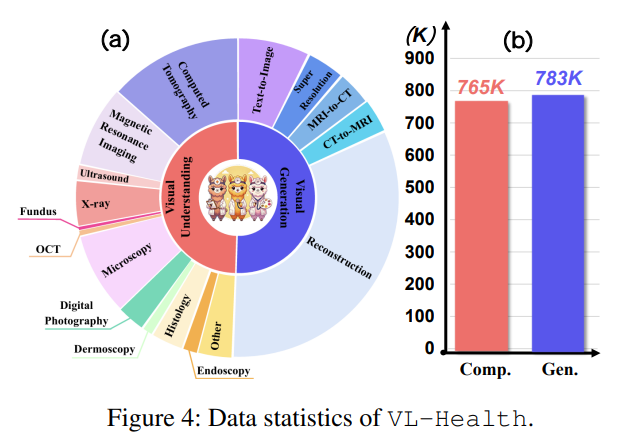 (a)
Computed
Tomography
Text-to-Image
Super
Resolution
MRI-to-CT
CT-to-MRI
Magnetic
Resonance
Imaging
Ultrasound
X-ray
Fundus
OCT
Microscopy
Digital
Photography
Dermoscopy
Histology
Endoscopy
Other
Reconstruction
Visual
Understanding
Visual
Generation
(K)
(b)
900
800
700
600
500
400
300
200
100
0
765K
783K
Comp.
Gen.
Figure 4: Data statistics of VL-Health.